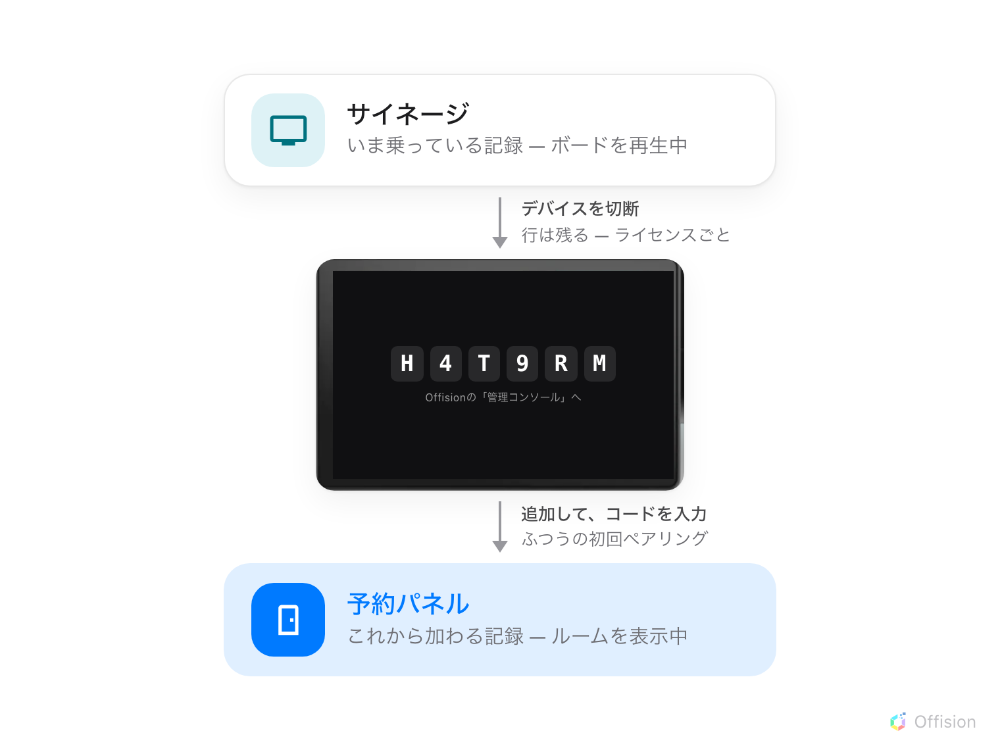 サイネージ
いま乗っている記録 — ボードを再生中
デバイスを切断
行は残る — ライセンスごと
H4T9RM
Offisionの「管理コンソール」へ
追加して、コードを入力
ふつうの初回ペアリング
予約パネル
これから加わる記録 — ルームを表示中
Offision